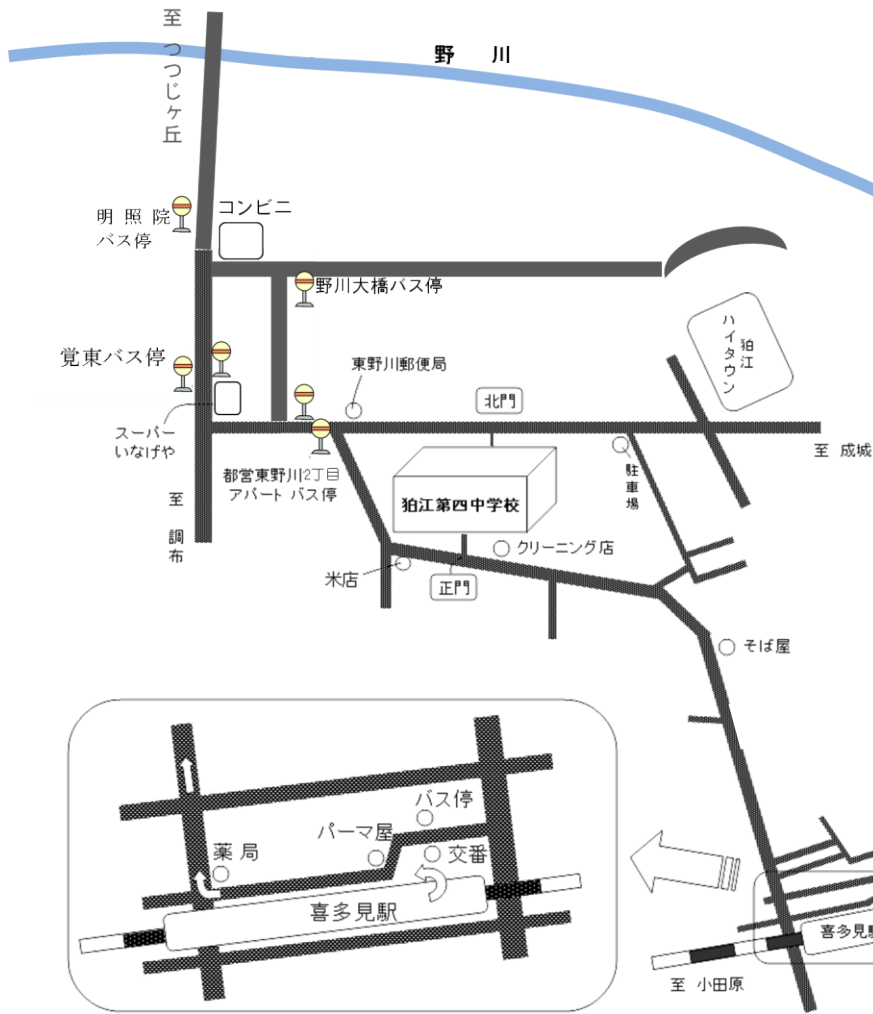 至 つつじヶ丘
野 川
明 照 院
バス停
コンビニ
野川大橋バス停
狛江
ハイタウン
覚東バス停
東野川郵便局
北門
スーパー
いなげや
都営東野川2丁目
アパート バス停
至 成城
駐車場
狛江第四中学校
至 調布
クリーニング店
米店
正門
そば屋
バス停
パーマ屋
薬 局
交番
喜多見駅
喜多見
至 小田原